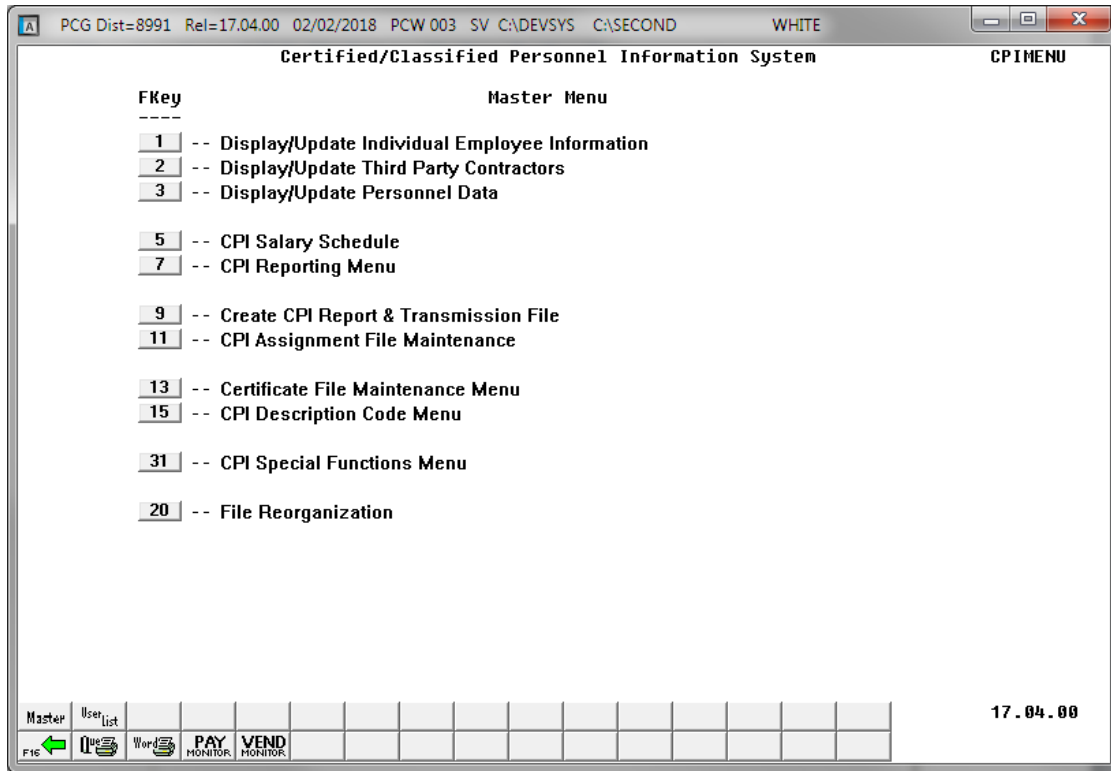 A PCG Dist=8991 Rel=17.04.00 02/02/2018 PCW 003 SV C:\DEVSYS C:\SECOND WHITE
Certified/Classified Personnel Information System CPIMENU
FKey Master Menu
----
1 -- Display/Update Individual Employee Information
2 -- Display/Update Third Party Contractors
3 -- Display/Update Personnel Data
5 -- CPI Salary Schedule
7 -- CPI Reporting Menu
9 -- Create CPI Report & Transmission File
11 -- CPI Assignment File Maintenance
13 -- Certificate File Maintenance Menu
15 -- CPI Description Code Menu
31 -- CPI Special Functions Menu
20 -- File Reorganization
Master User List 17.04.00
F16 Que Word PAY MONITOR VEND MONITOR